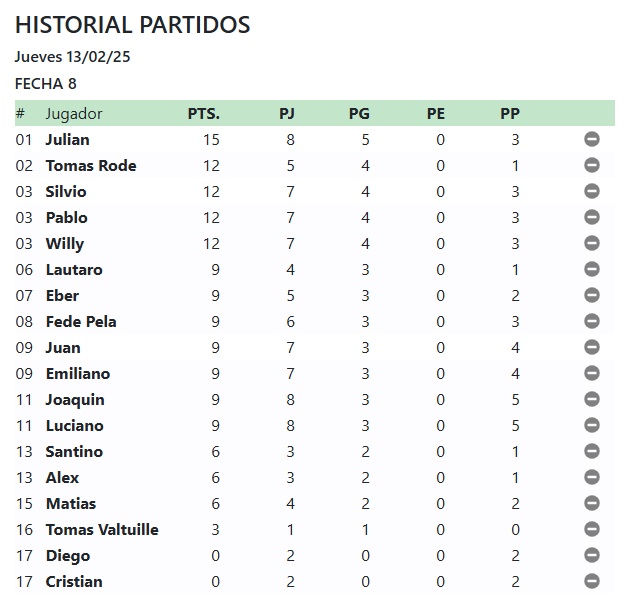 HISTORIAL PARTIDOS
Jueves 13/02/25
FECHA 8
# Jugador PTS. PJ PG PE PP
01 Julian 15 8 5 0 3
02 Tomas Rode 12 5 4 0 1
03 Silvio 12 7 4 0 3
03 Pablo 12 7 4 0 3
03 Willy 12 7 4 0 3
06 Lautaro 9 4 3 0 1
07 Eber 9 5 3 0 2
08 Fede Pela 9 6 3 0 3
09 Juan 9 7 3 0 4
09 Emiliano 9 7 3 0 4
11 Joaquin 9 8 3 0 5
11 Luciano 9 8 3 0 5
13 Santino 6 3 2 0 1
13 Alex 6 3 2 0 1
15 Matias 6 4 2 0 2
16 Tomas Valtuille 3 1 1 0 0
17 Diego 0 2 0 0 2
17 Cristian 0 2 0 0 2